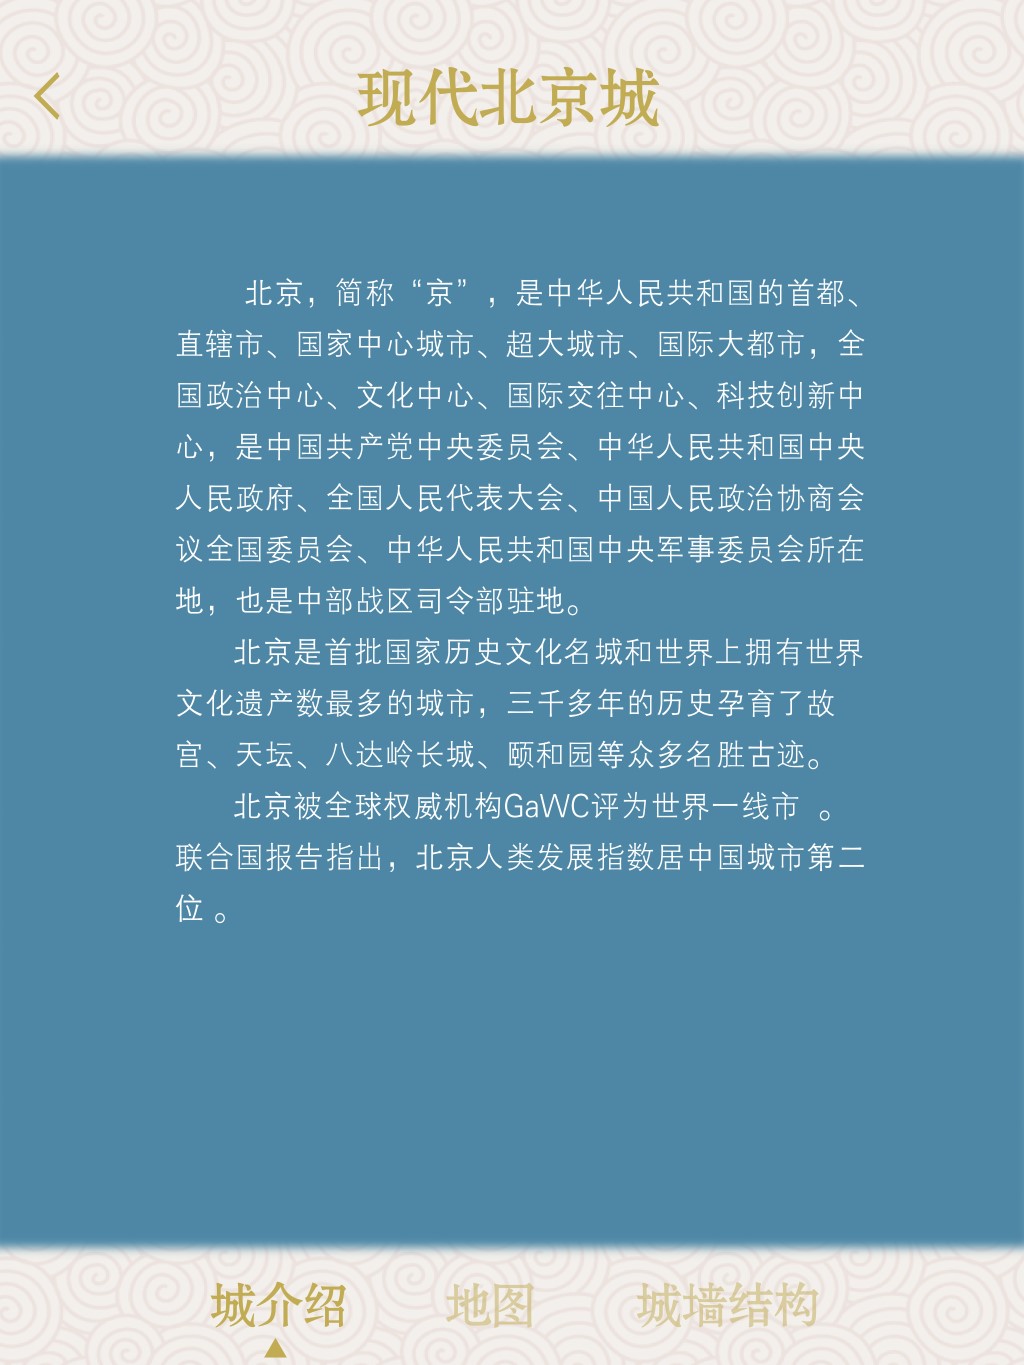 现代北京城
北京，简称“京”，是中华人民共和国的首都、
直辖市、国家中心城市、超大城市、国际大都市，全
国政治中心、文化中心、国际交往中心、科技创新中
心，是中国共产党中央委员会、中华人民共和国中央
人民政府、全国人民代表大会、中国人民政治协商会
议全国委员会、中华人民共和国中央军事委员会所在
地，也是中部战区司令部驻地。
北京是首批国家历史文化名城和世界上拥有世界
文化遗产数最多的城市，三千多年的历史孕育了故
宫、天坛、八达岭长城、颐和园等众多名胜古迹。
北京被全球权威机构GaWC评为世界一线市 。
联合国报告指出，北京人类发展指数居中国城市第二
位 。
城介绍 地图 城墙结构